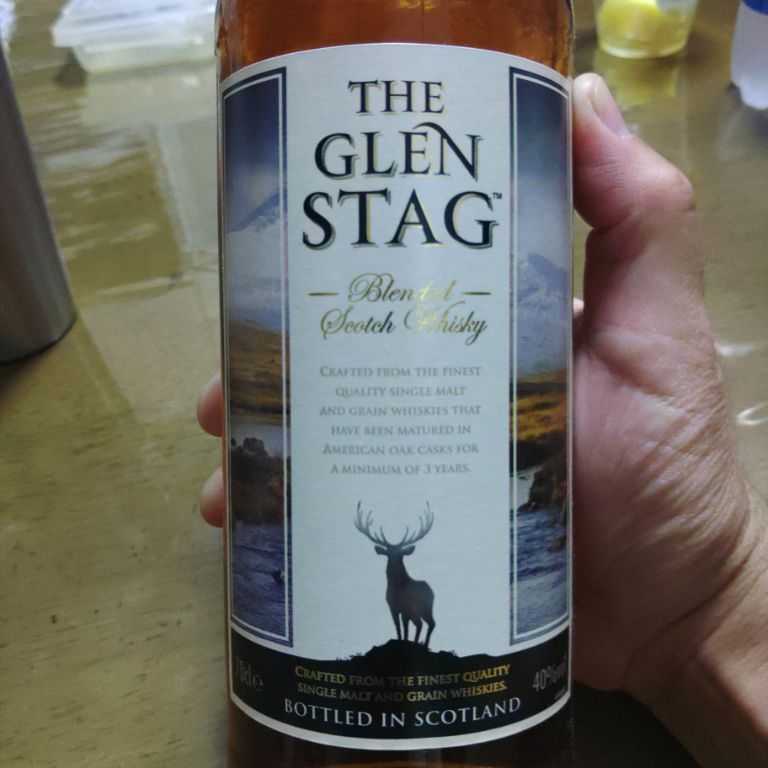 THE
GLEN
STAG™
Blended
Scotch Whisky
CRAFTED FROM THE FINEST
QUALITY SINGLE MALT
AND GRAIN WHISKIES THAT
HAVE BEEN MATURED IN
AMERICAN OAK CASKS FOR
A MINIMUM OF 3 YEARS.
CRAFTED FROM THE FINEST QUALITY
SINGLE MALT AND GRAIN WHISKIES.
BOTTLED IN SCOTLAND
40%